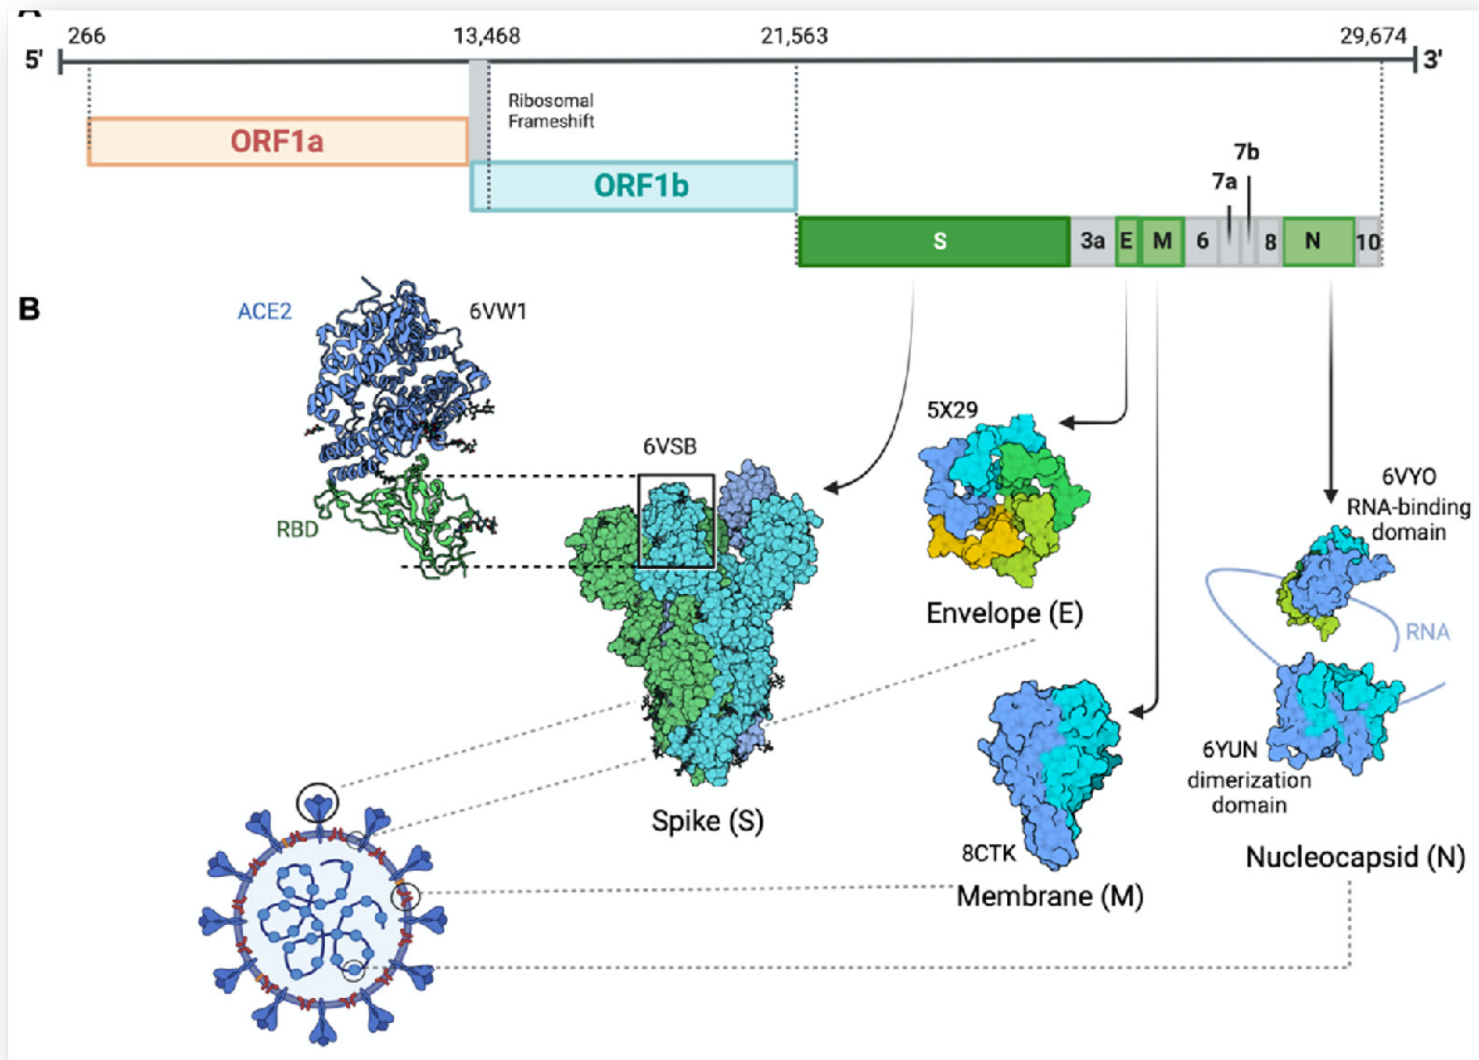 A
266 13,468 21,563 29,674
5' 3'
Ribosomal
Frameshift
ORF1a
7b
7a
ORF1b
S 3a E M 6 8 N 10
B
ACE2 6VW1
RBD
6VSB
5X29
6VYO
RNA-binding
domain
Envelope (E)
RNA
6YUN
dimerization
domain
Spike (S)
8CTK
Membrane (M)
Nucleocapsid (N)